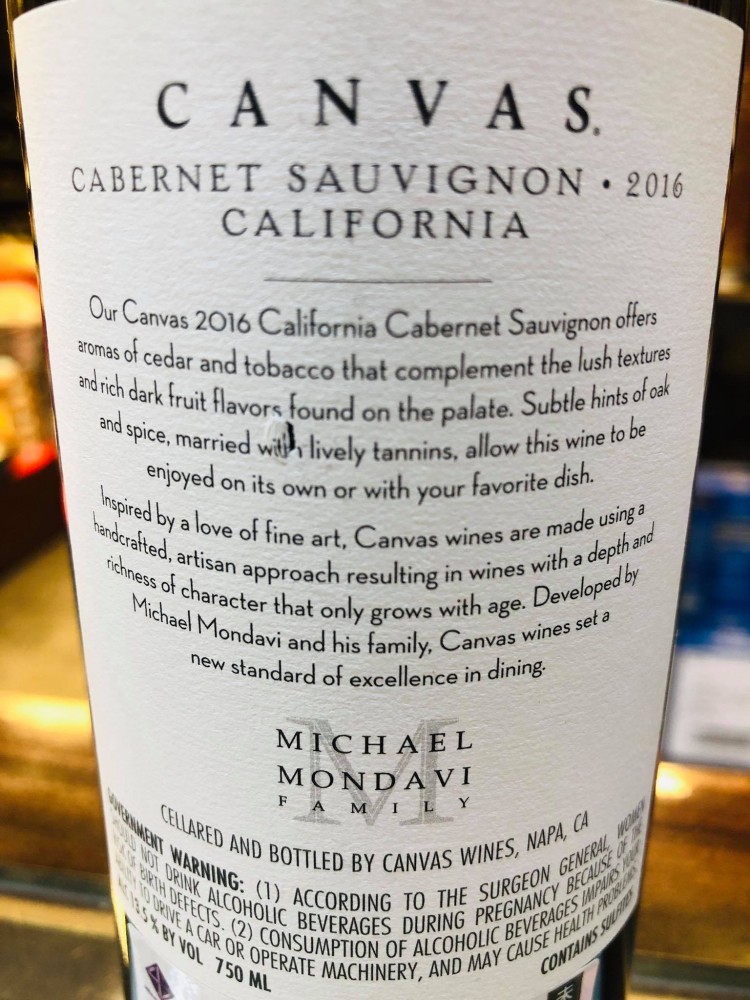 CANVAS.
CABERNET SAUVIGNON • 2016
CALIFORNIA
Our Canvas 2016 California Cabernet Sauvignon offers
aromas of cedar and tobacco that complement the lush textures
and rich dark fruit flavors found on the palate. Subtle hints of oak
and spice, married with lively tannins, allow this wine to be
enjoyed on its own or with your favorite dish.
Inspired by a love of fine art, Canvas wines are made using a
handcrafted, artisan approach resulting in wines with a depth and
richness of character that only grows with age. Developed by
Michael Mondavi and his family, Canvas wines set a
new standard of excellence in dining.
M
MICHAEL
MONDAVI
FAMILY
CELLARED AND BOTTLED BY CANVAS WINES, NAPA, CA
GOVERNMENT WARNING: (1) ACCORDING TO THE SURGEON GENERAL, WOMEN
SHOULD NOT DRINK ALCOHOLIC BEVERAGES DURING PREGNANCY BECAUSE OF THE
OF BIRTH DEFECTS. (2) CONSUMPTION OF ALCOHOLIC BEVERAGES IMPAIRS YOUR
ABILITY TO DRIVE A CAR OR OPERATE MACHINERY, AND MAY CAUSE HEALTH PROBLEMS.
13.5 % BY VOL 750 ML
CONTAINS SULFITES